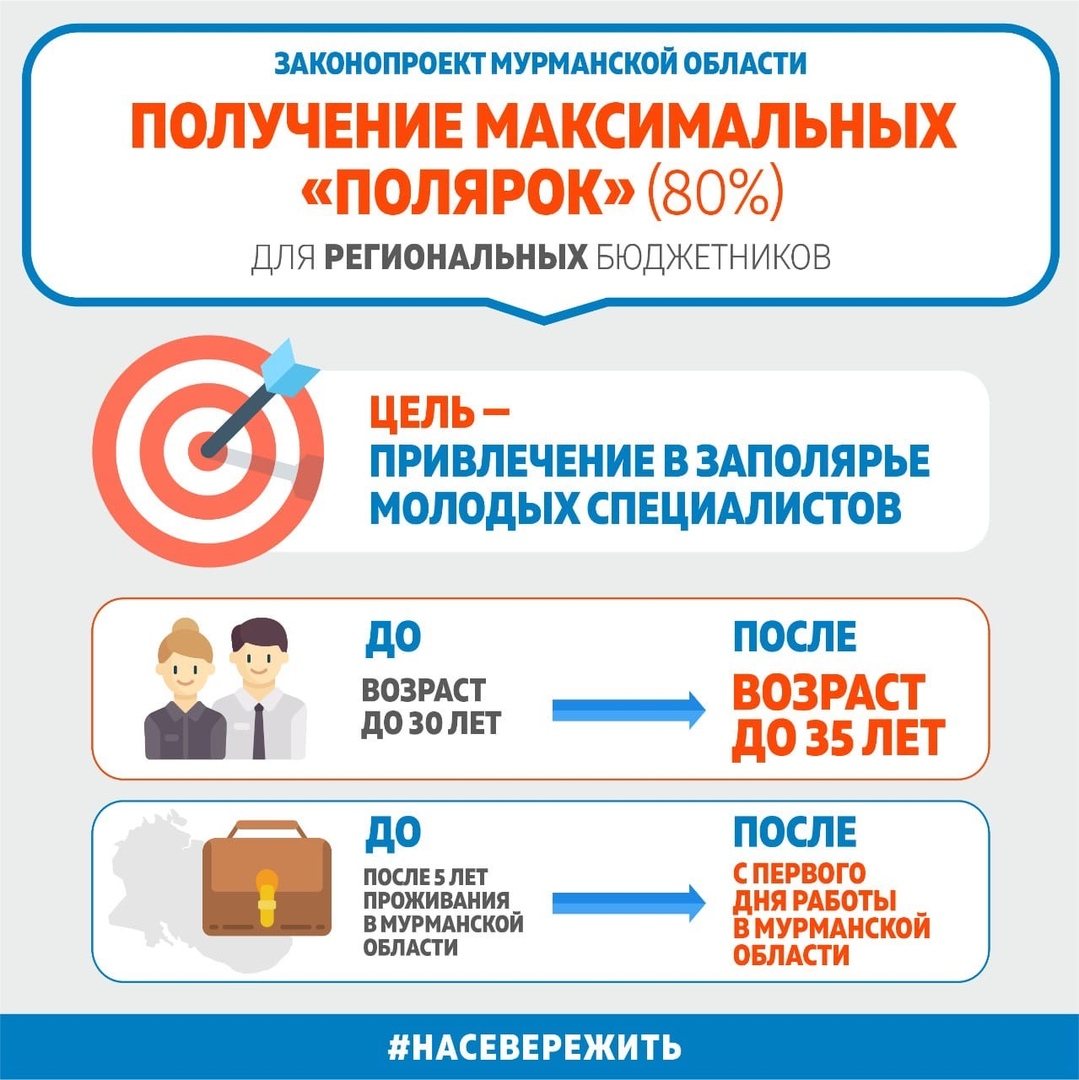 ЗАКОНОПРОЕКТ МУРМАНСКОЙ ОБЛАСТИ
ПОЛУЧЕНИЕ МАКСИМАЛЬНЫХ
«ПОЛЯРОК» (80%)
ДЛЯ РЕГИОНАЛЬНЫХ БЮДЖЕТНИКОВ
ЦЕЛЬ –
ПРИВЛЕЧЕНИЕ В ЗАПОЛЯРЬЕ
МОЛОДЫХ СПЕЦИАЛИСТОВ
ДО
ВОЗРАСТ
ДО 30 ЛЕТ
ПОСЛЕ
ВОЗРАСТ
ДО 35 ЛЕТ
ДО
ПОСЛЕ 5 ЛЕТ
ПРОЖИВАНИЯ
В МУРМАНСКОЙ
ОБЛАСТИ
ПОСЛЕ
С ПЕРВОГО
ДНЯ РАБОТЫ
В МУРМАНСКОЙ
ОБЛАСТИ
#НАСЕВЕРЕЖИТЬ